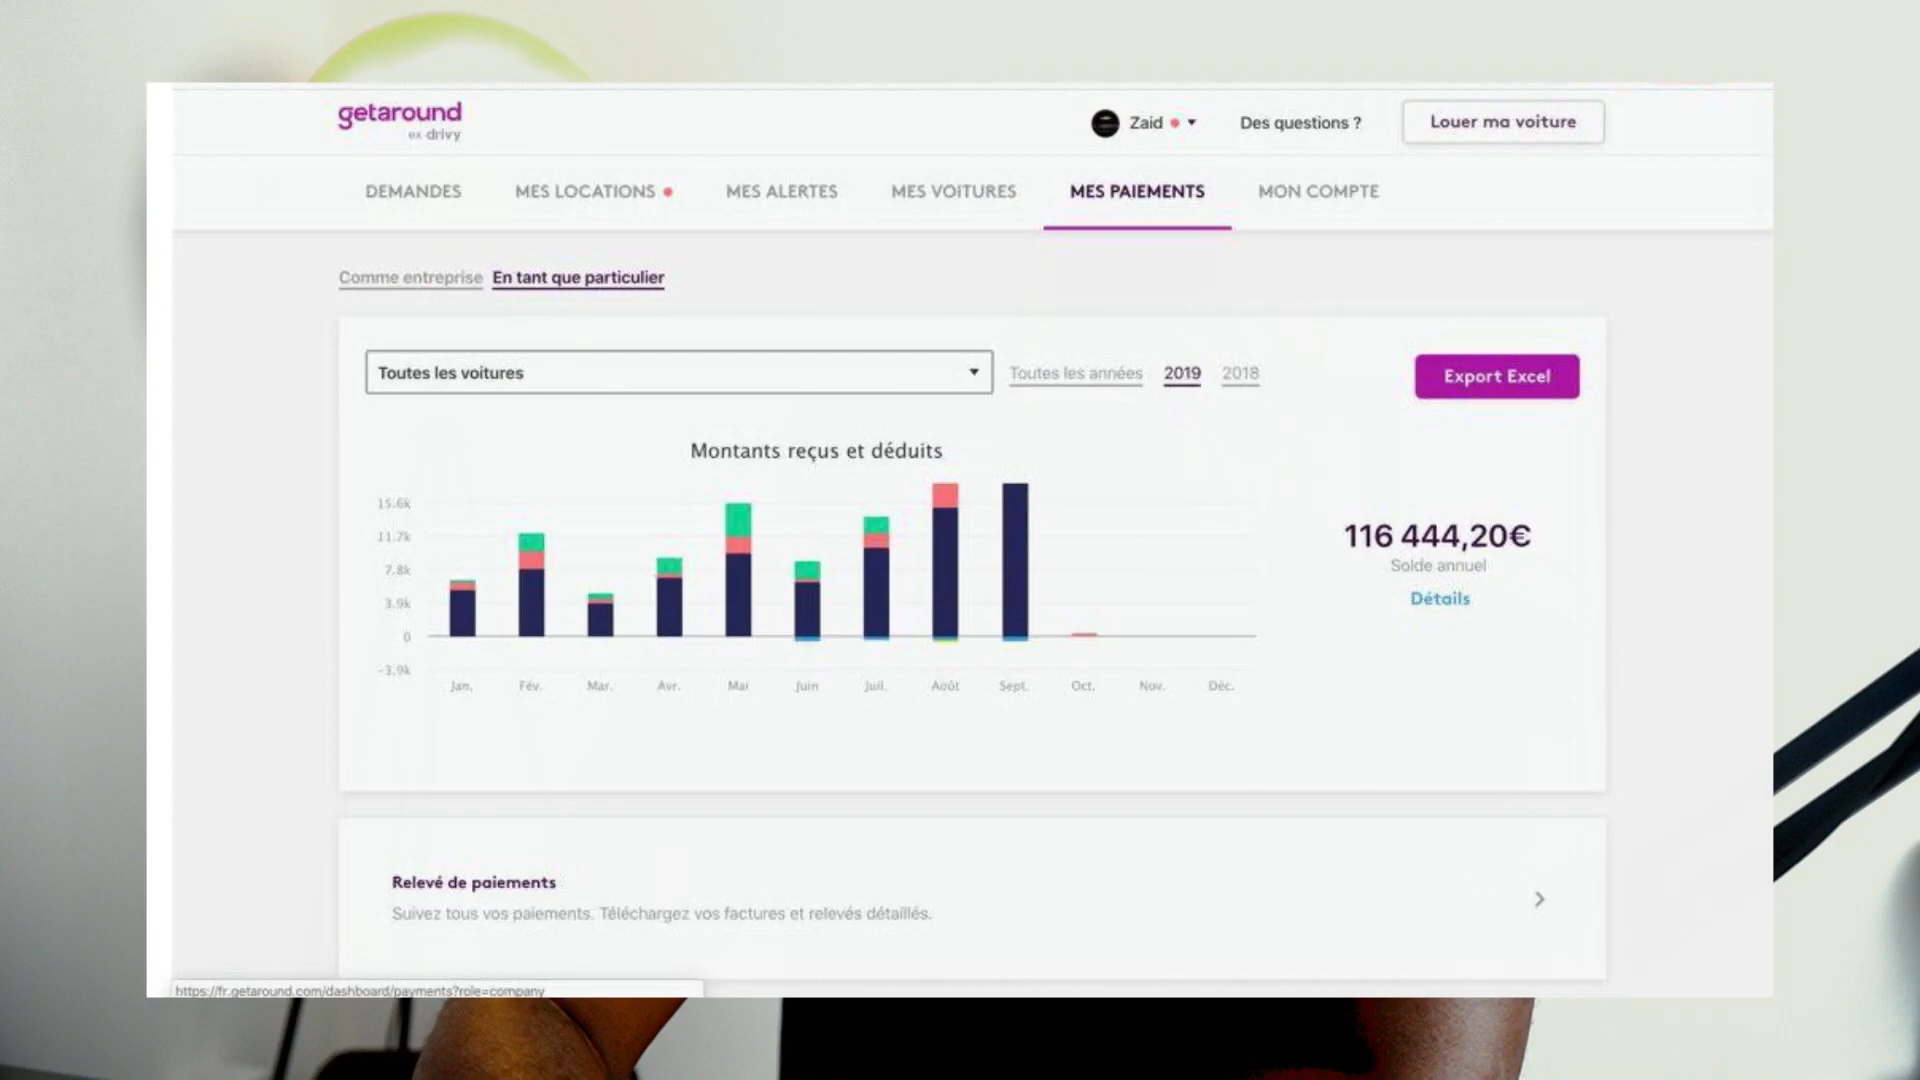 getaround
ex drivy
Zaid
Des questions ?
Louer ma voiture
DEMANDES
MES LOCATIONS
MES ALERTES
MES VOITURES
MES PAIEMENTS
MON COMPTE
Comme entreprise
En tant que particulier
Toutes les voitures
Toutes les années
2019
2018
Export Excel
Montants reçus et déduits
15.6k
11.7k
7.8k
3.9k
0
-3.9k
Jan.
Fév.
Mar.
Avr.
Mai
Juin
Juil.
Août
Sept.
Oct.
Nov.
Déc.
116 444,20€
Solde annuel
Détails
Relevé de paiements
Suivez tous vos paiements. Téléchargez vos factures et relevés détaillés.
https://fr.getaround.com/dashboard/payments?role=company